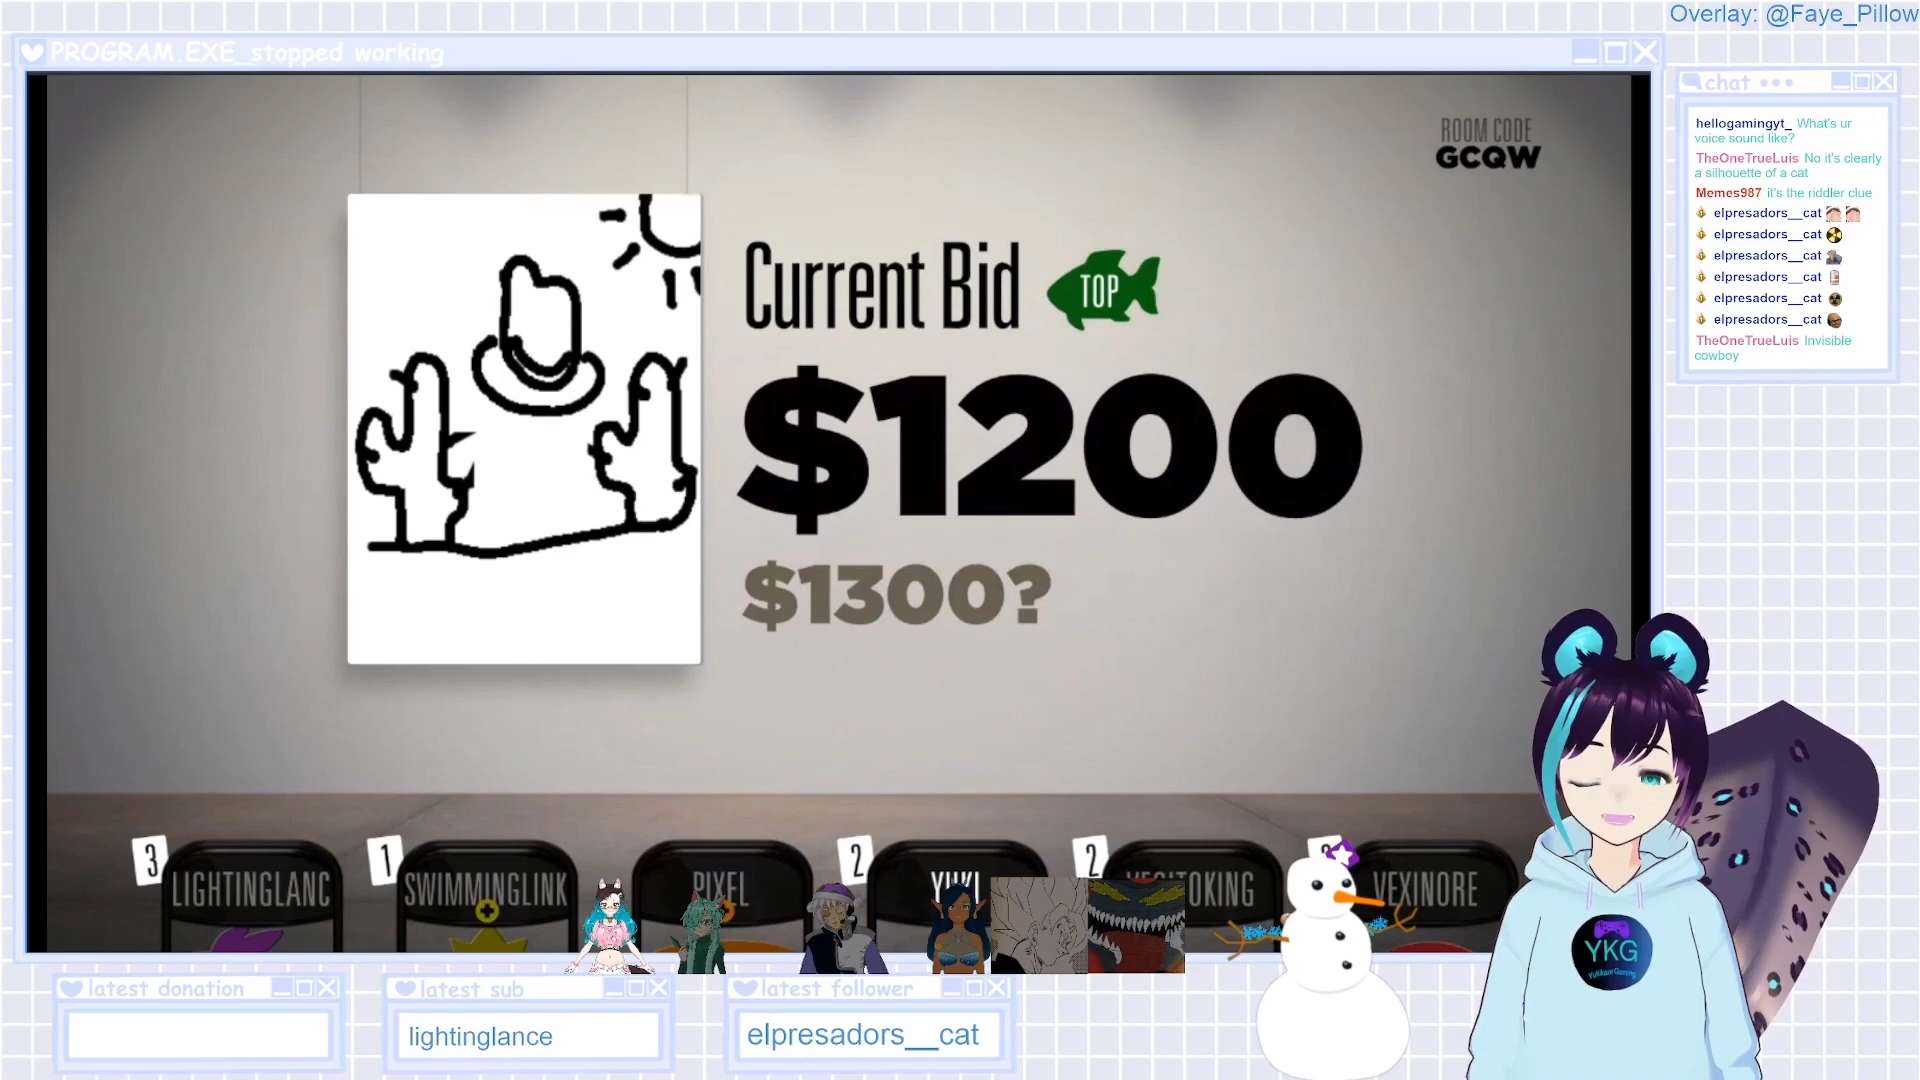 Overlay: @Faye_Pillow
PROGRAM.EXE_stopped working
chat
hellogamingyt_ What's ur
voice sound like?
TheOneTrueLuis No it's clearly
a silhouette of a cat
Memes987 it's the riddler clue
elpresadors__cat
elpresadors__cat
elpresadors__cat
elpresadors__cat
elpresadors__cat
elpresadors__cat
TheOneTrueLuis Invisible
cowboy
ROOM CODE
GCQW
Current Bid
TOP
$1200
$1300?
3
LIGHTINGLANC
1
SWIMMINGLINK
PIXEL
2
YUKI
2
VEXINORE
YKG
Yukikaze Gaming
latest donation
latest sub
lightinglance
latest follower
elpresadors__cat